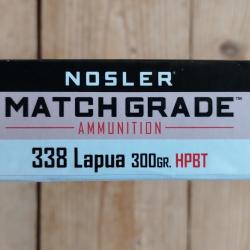 NOSLER®
MATCH GRADE™
AMMUNITION
338 Lapua 300GR. HPBT